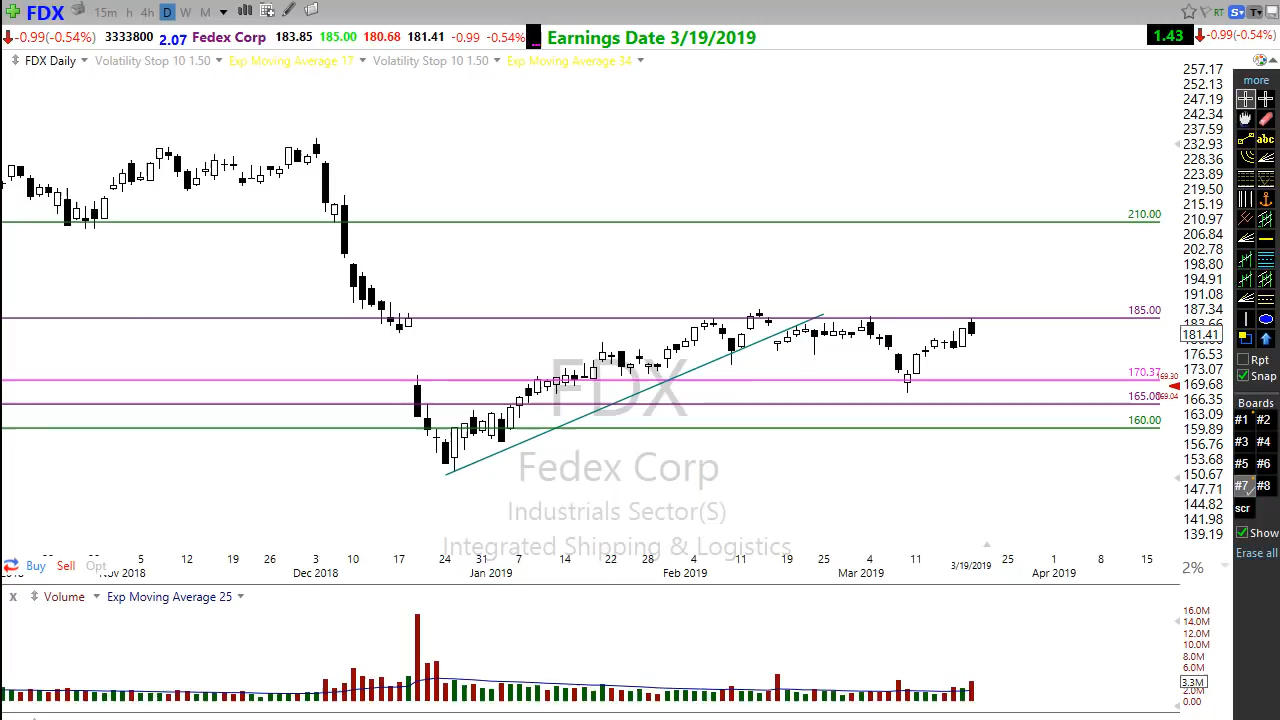 FDX 15m h 4h D W M RT S T
-0.99(-0.54%) 3333800 2.07 Fedex Corp 183.85 185.00 180.68 181.41 -0.99 -0.54% Earnings Date 3/19/2019 1.43 -0.99(-0.54%)
FDX Daily Volatility Stop 10 1.50 Exp Moving Average 17 Volatility Stop 10 1.50 Exp Moving Average 34
257.17
more
252.13
247.19
242.34
237.59
abc
232.93
228.36
223.89
219.50
215.19
210.00
210.97
206.84
202.78
198.80
194.91
191.08
185.00
187.34
181.41
176.53
Rpt
170.37
173.07
169.30
Snap
169.68
165.00
169.04
166.35
Boards
163.09
160.00
#1 #2
159.89
156.76
#3 #4
153.68
#5 #6
150.67
147.71
#7 #8
144.82
scr
141.98
139.19
Show
FDX
Fedex Corp
Industrials Sector(S)
Integrated Shipping & Logistics
5 12 19 26 3 10 17 24 31 7 14 22 28 4 11 19 25 4 11 3/19/2019 25 1 8 15
Erase all
Buy Sell Opt
2%
Nov 2018 Dec 2018 Jan 2019 Feb 2019 Mar 2019 Apr 2019
x Volume Exp Moving Average 25
16.0M
14.0M
12.0M
10.0M
8.0M
6.0M
3.3M
2.0M
0.00